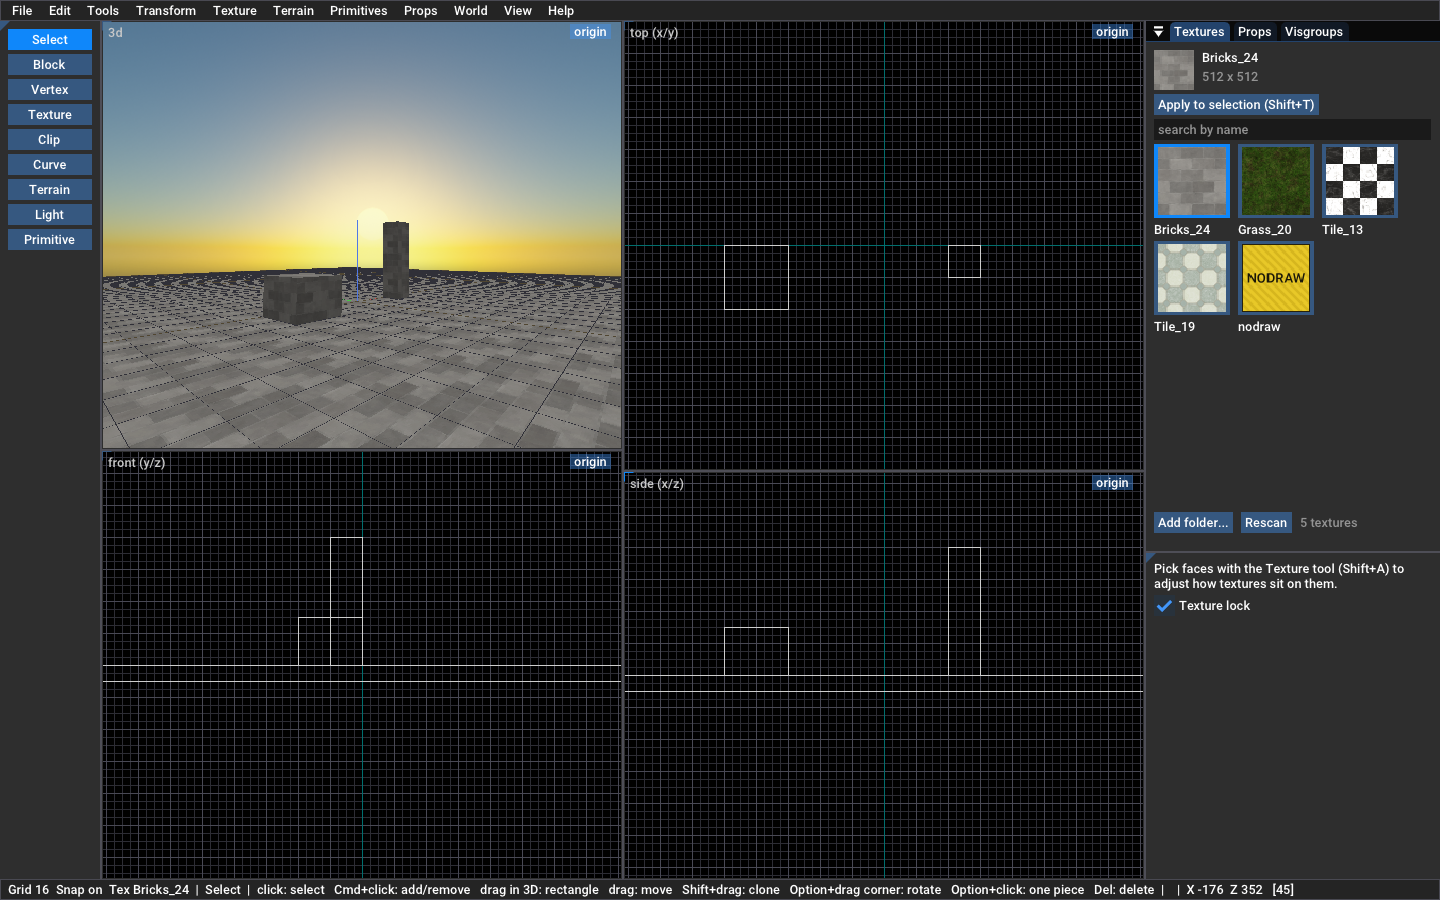 File Edit Tools Transform Texture Terrain Primitives Props World View Help
Select
Block
Vertex
Texture
Clip
Curve
Terrain
Light
Primitive
3d origin
top (x/y) origin
front (y/z) origin
side (x/z) origin
Textures Props Visgroups
Bricks_24
512 x 512
Apply to selection (Shift+T)
search by name
Bricks_24 Grass_20 Tile_13
NODRAW
Tile_19 nodraw
Add folder... Rescan 5 textures
Pick faces with the Texture tool (Shift+A) to
adjust how textures sit on them.
Texture lock
Grid 16 Snap on Tex Bricks_24 | Select | click: select Cmd+click: add/remove drag in 3D: rectangle drag: move Shift+drag: clone Option+drag corner: rotate Option+click: one piece Del: delete | | X -176 Z 352 [45]